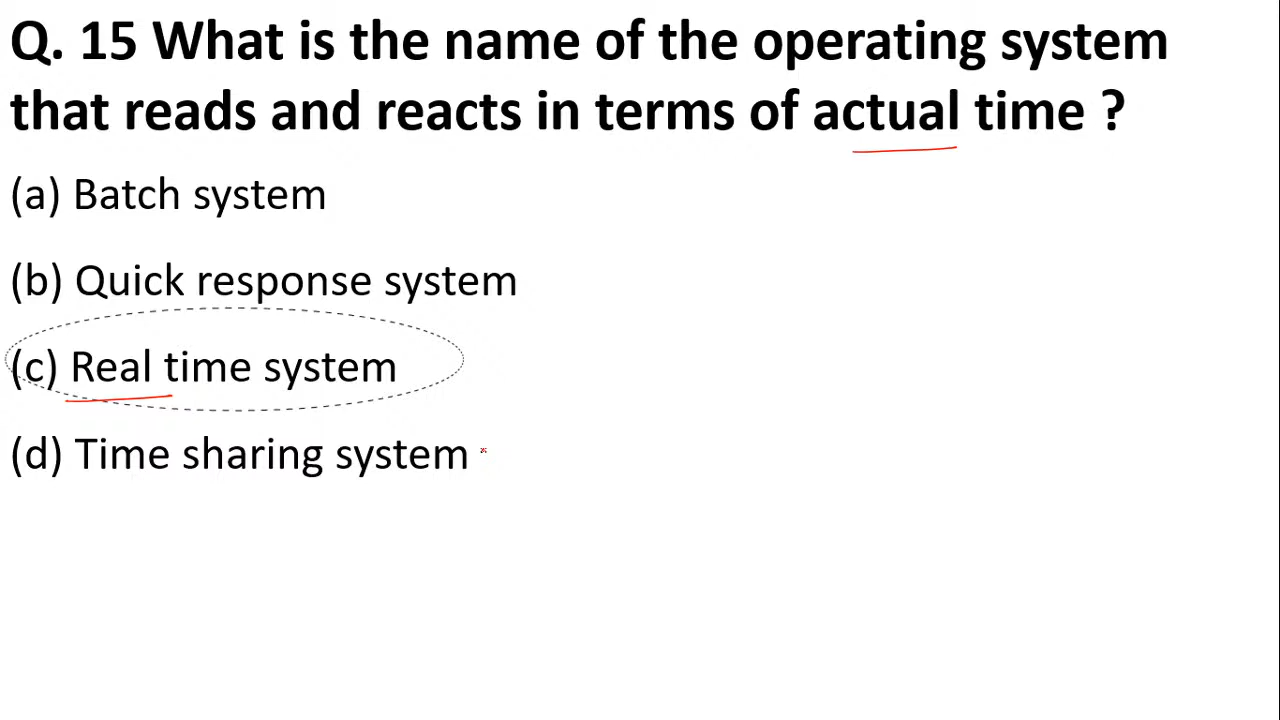 Q. 15 What is the name of the operating system
that reads and reacts in terms of actual time ?
(a) Batch system
(b) Quick response system
(c) Real time system
(d) Time sharing system